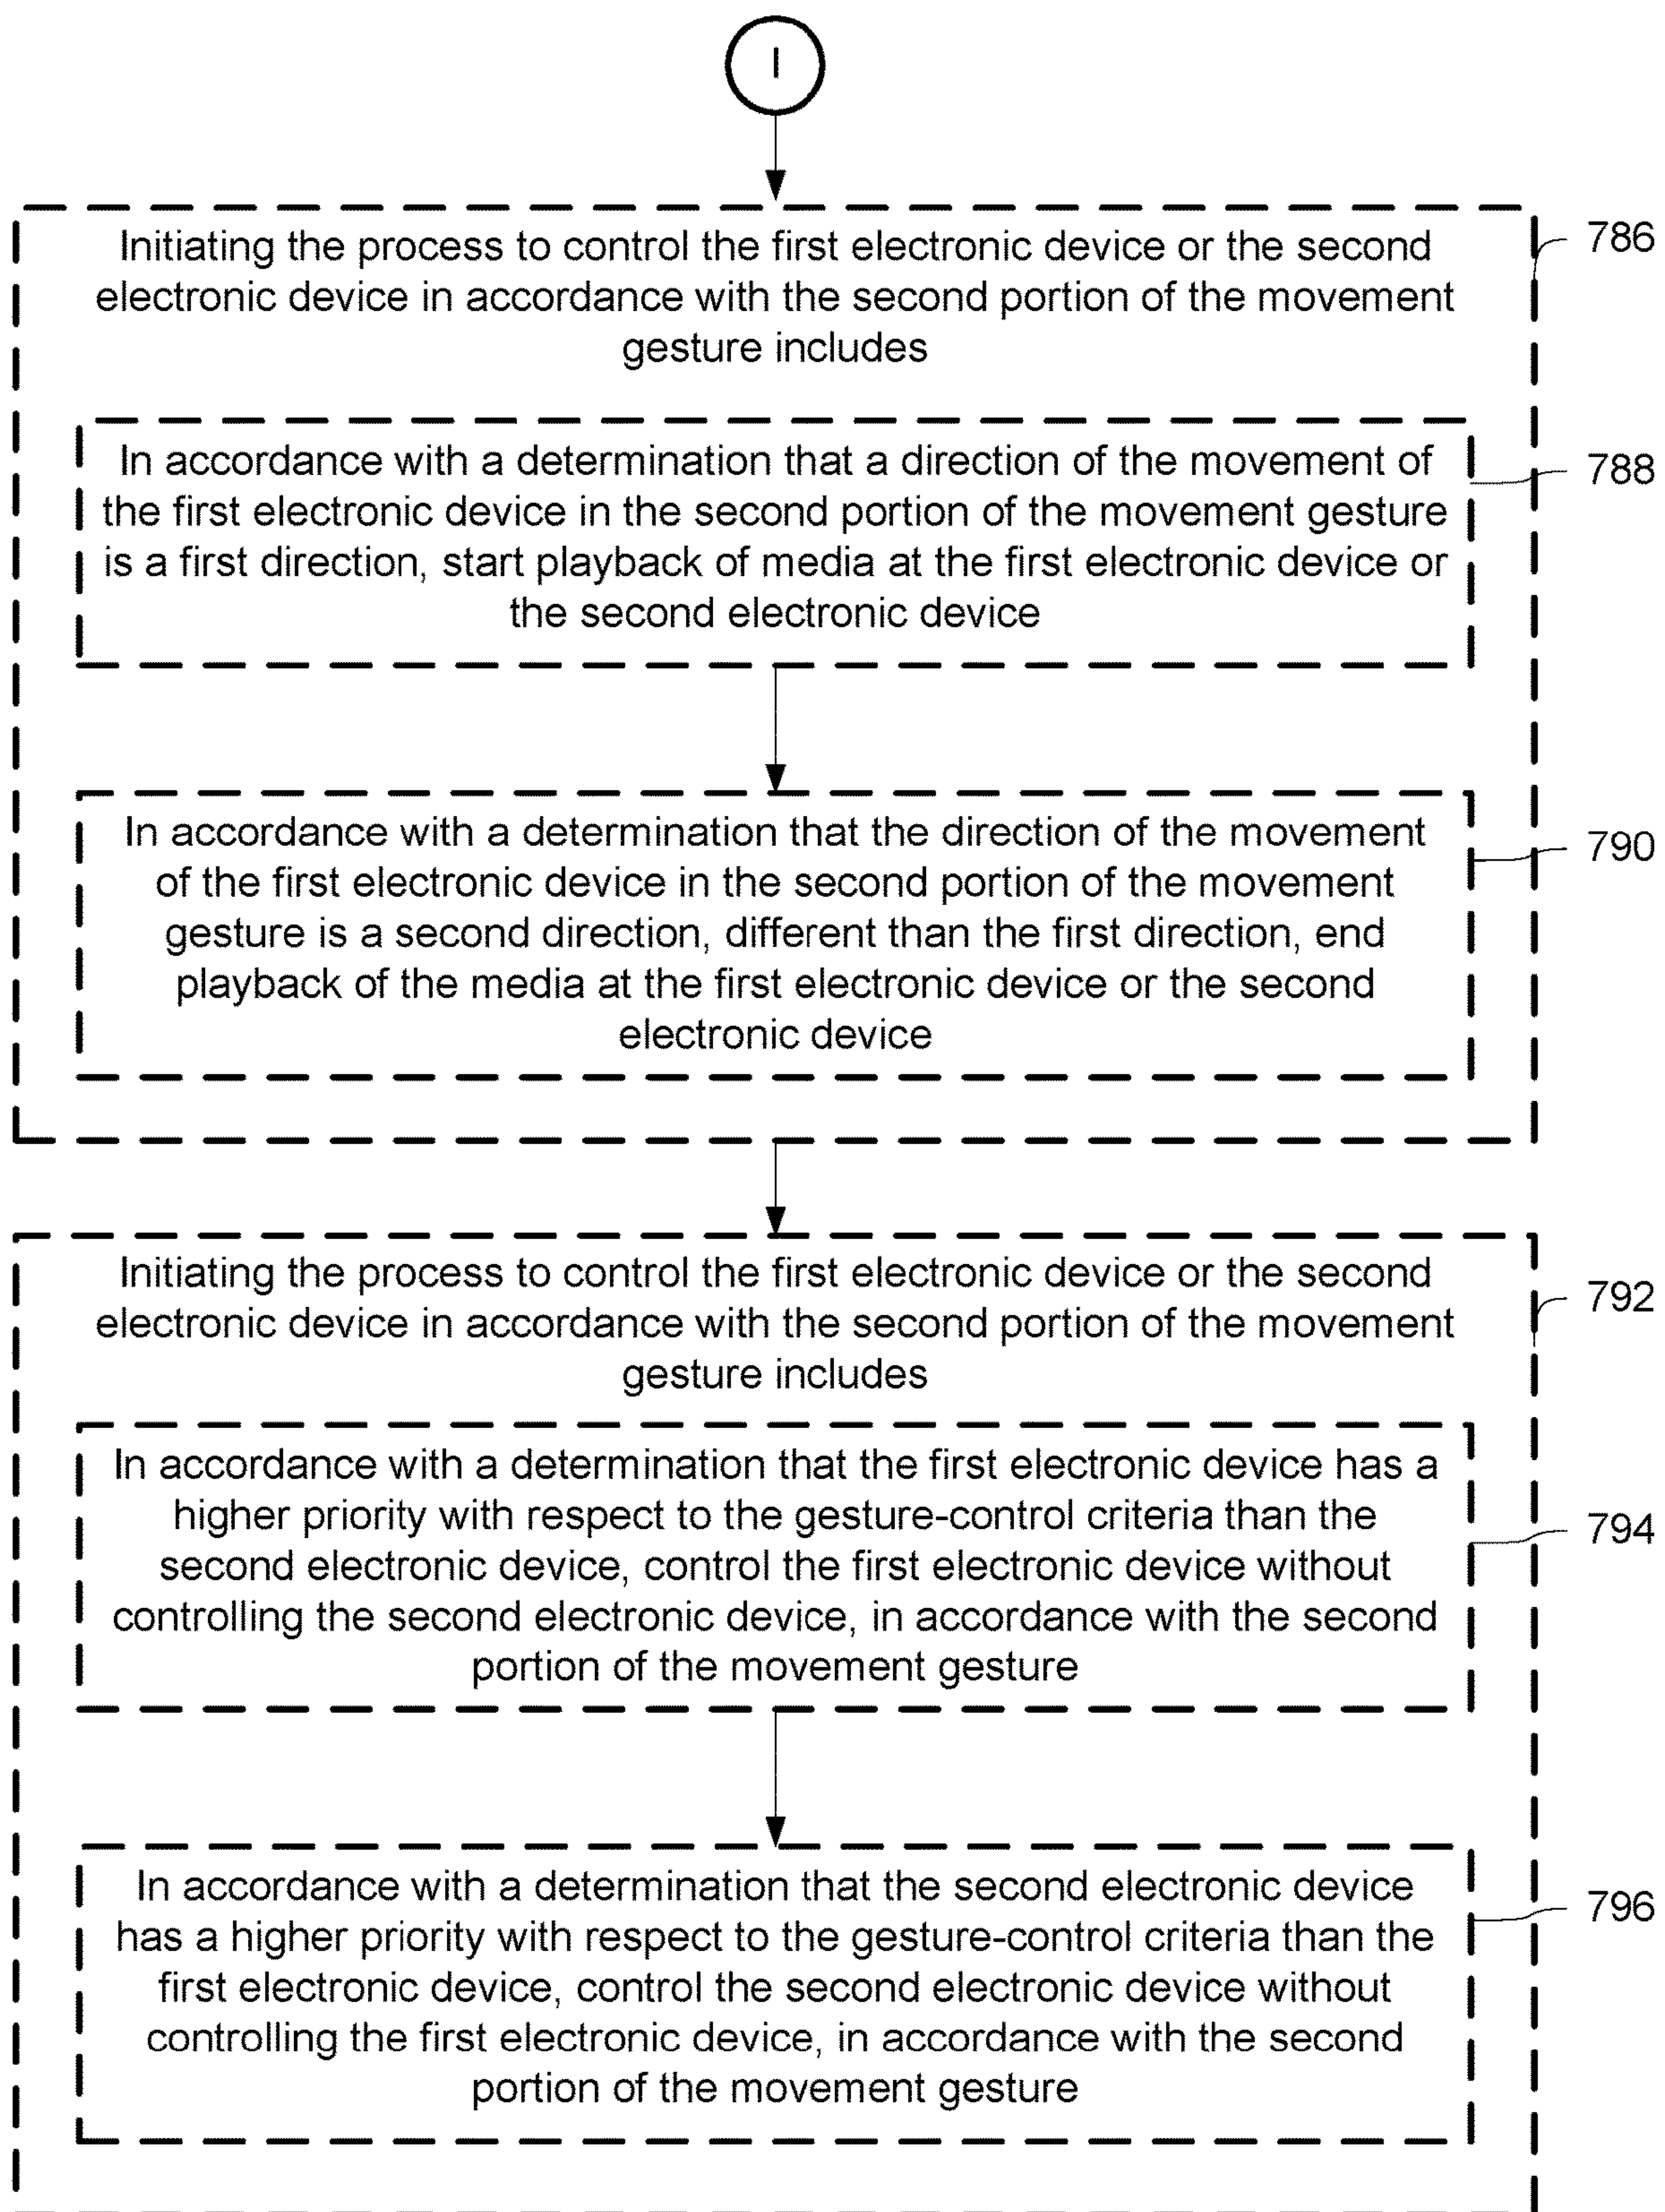 I
Initiating the process to control the first electronic device or the second
electronic device in accordance with the second portion of the movement
gesture includes
786
In accordance with a determination that a direction of the movement of
the first electronic device in the second portion of the movement gesture
is a first direction, start playback of media at the first electronic device or
the second electronic device
788
In accordance with a determination that the direction of the movement
of the first electronic device in the second portion of the movement
gesture is a second direction, different than the first direction, end
playback of the media at the first electronic device or the second
electronic device
790
Initiating the process to control the first electronic device or the second
electronic device in accordance with the second portion of the movement
gesture includes
792
In accordance with a determination that the first electronic device has a
higher priority with respect to the gesture-control criteria than the
second electronic device, control the first electronic device without
controlling the second electronic device, in accordance with the second
portion of the movement gesture
794
In accordance with a determination that the second electronic device
has a higher priority with respect to the gesture-control criteria than the
first electronic device, control the second electronic device without
controlling the first electronic device, in accordance with the second
portion of the movement gesture
796